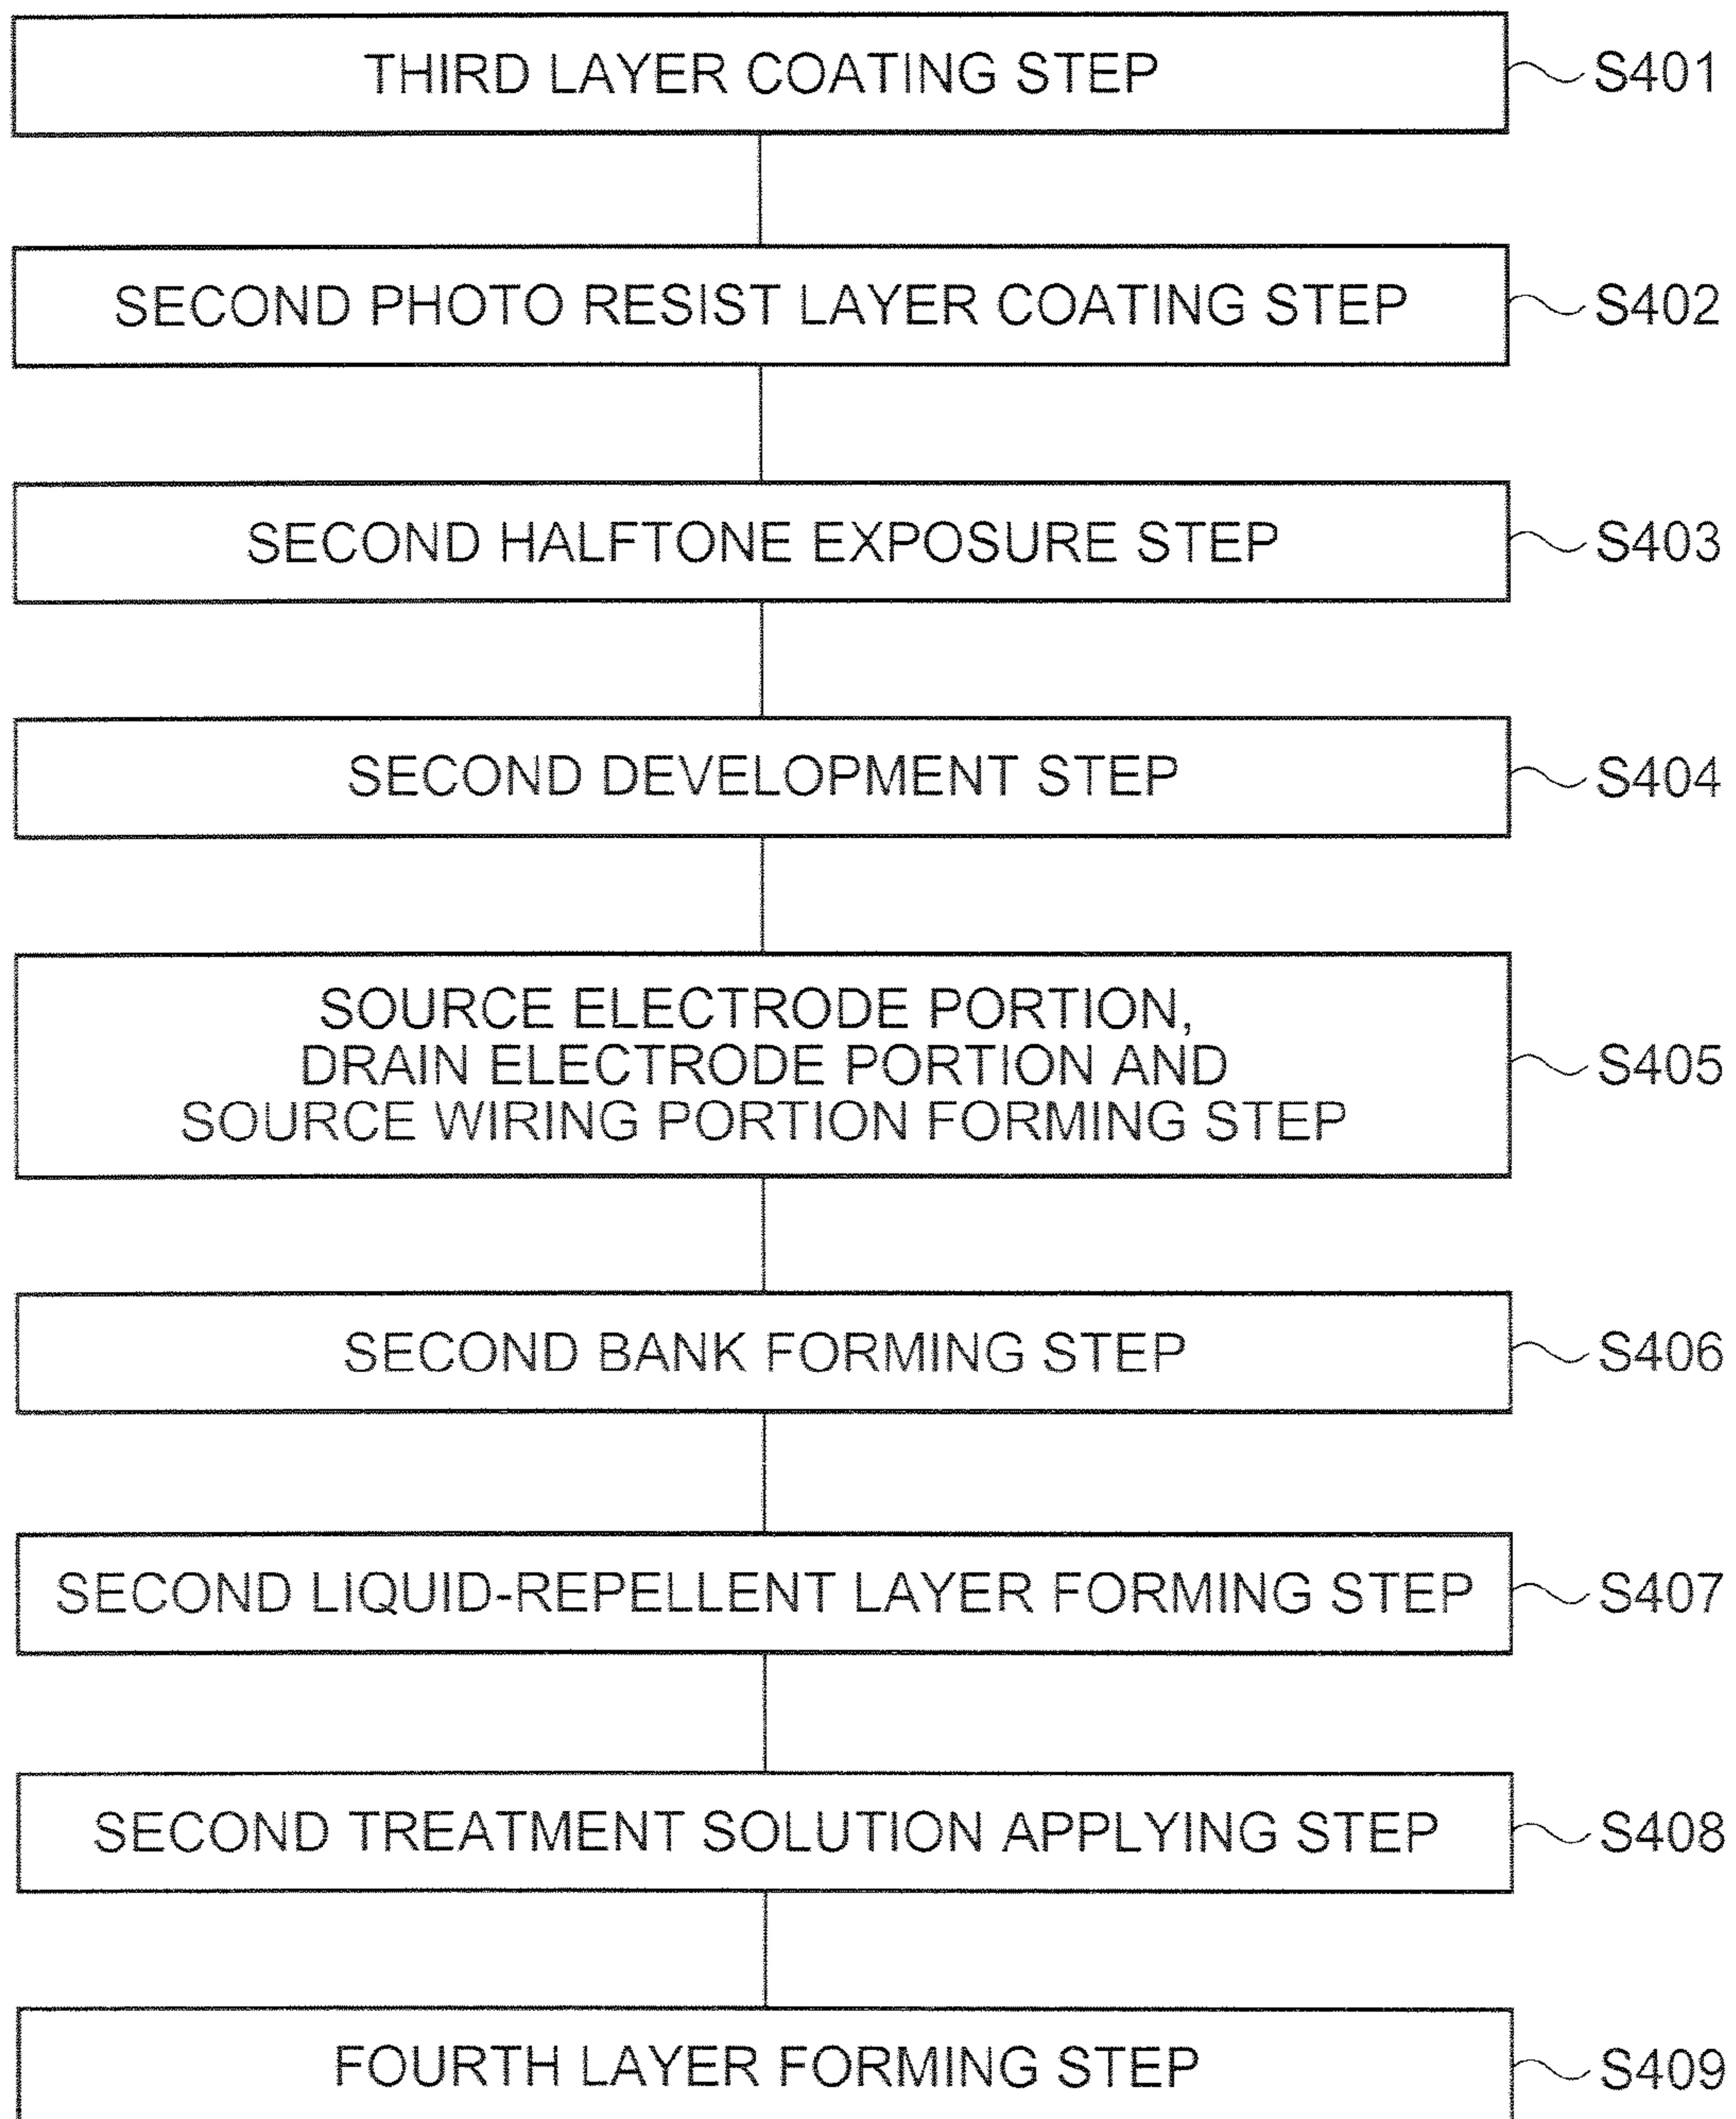 THIRD LAYER COATING STEP S401
SECOND PHOTO RESIST LAYER COATING STEP S402
SECOND HALFTONE EXPOSURE STEP S403
SECOND DEVELOPMENT STEP S404
SOURCE ELECTRODE PORTION,
DRAIN ELECTRODE PORTION AND S405
SOURCE WIRING PORTION FORMING STEP
SECOND BANK FORMING STEP S406
SECOND LIQUID-REPELLENT LAYER FORMING STEP S407
SECOND TREATMENT SOLUTION APPLYING STEP S408
FOURTH LAYER FORMING STEP S409